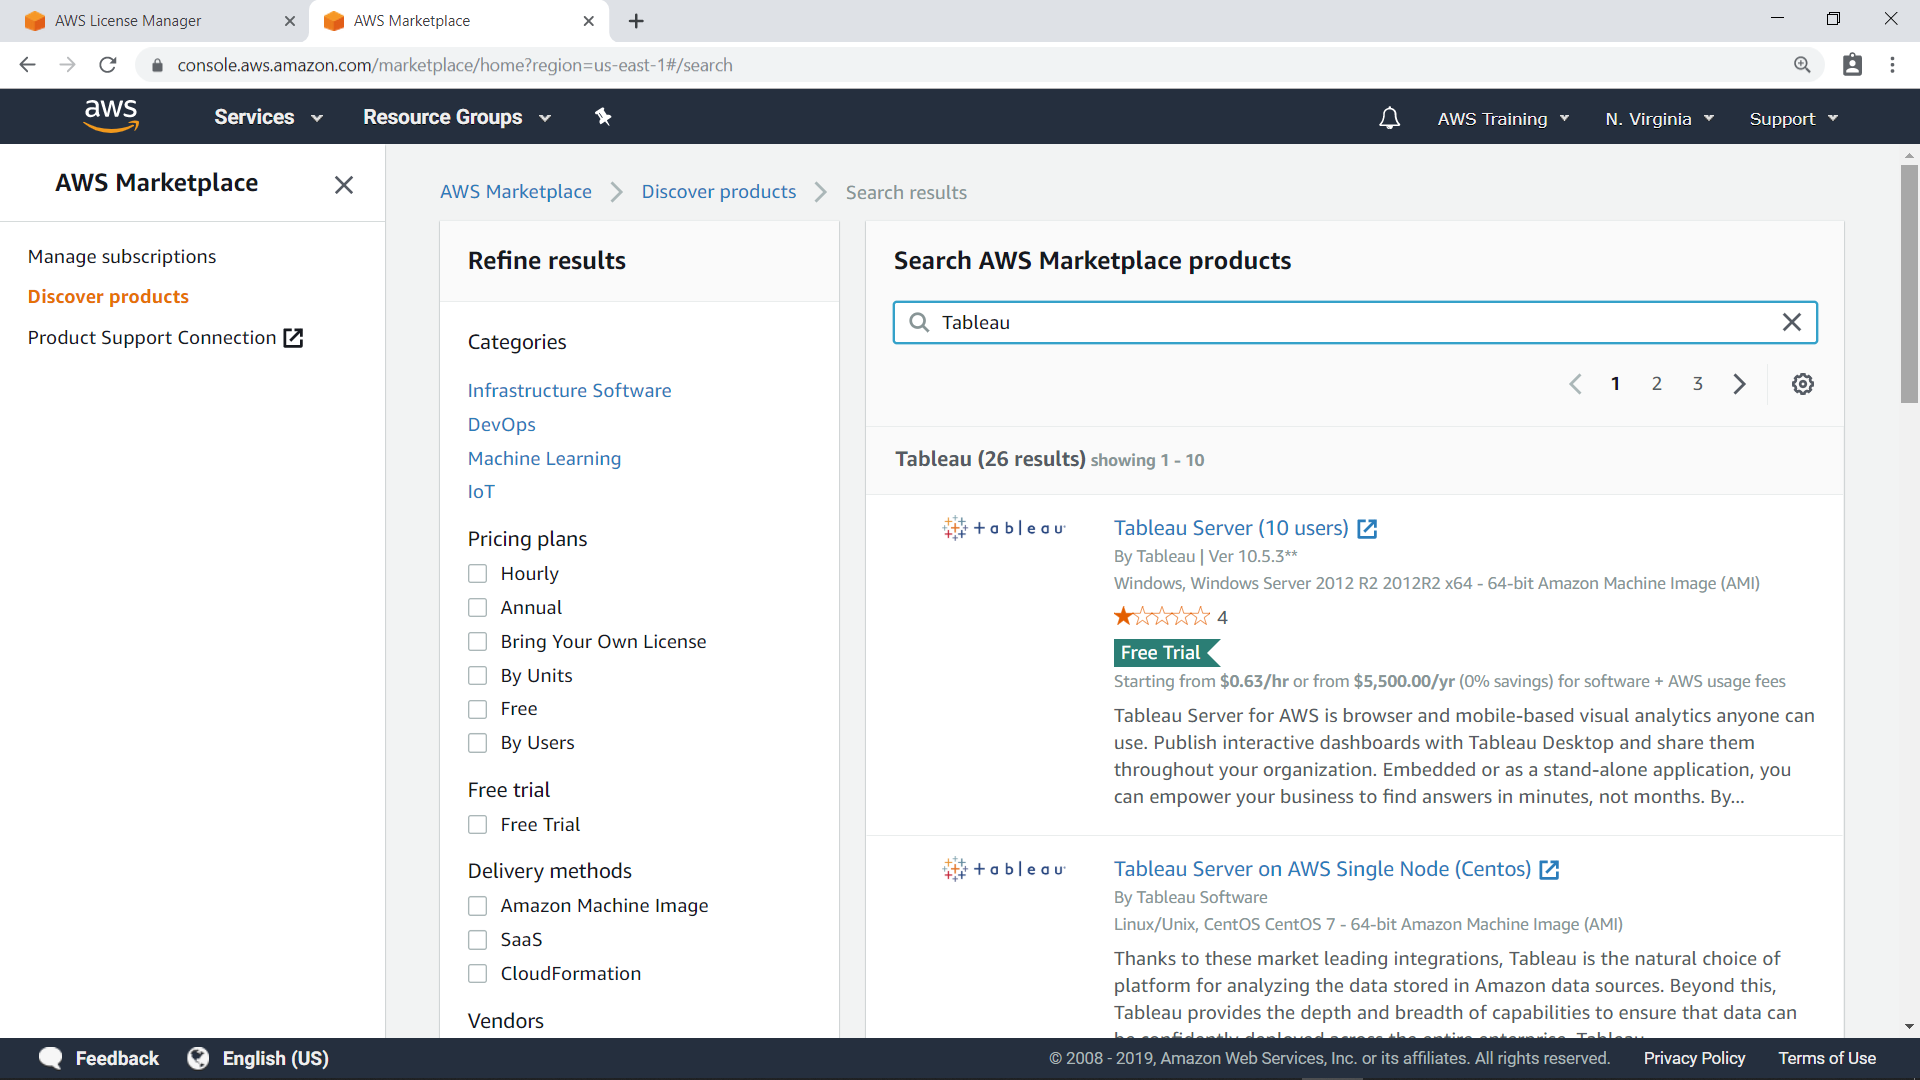 AWS License Manager
AWS Marketplace
console.aws.amazon.com/marketplace/home?region=us-east-1#/search
aws
Services
Resource Groups
AWS Training
N. Virginia
Support
AWS Marketplace
Manage subscriptions
Discover products
Product Support Connection
AWS Marketplace
Discover products
Search results
Refine results
Categories
Infrastructure Software
DevOps
Machine Learning
IoT
Pricing plans
Hourly
Annual
Bring Your Own License
By Units
Free
By Users
Free trial
Free Trial
Delivery methods
Amazon Machine Image
SaaS
CloudFormation
Vendors
Search AWS Marketplace products
Tableau
1 2 3
Tableau (26 results) showing 1 - 10
+ableau
Tableau Server (10 users)
By Tableau | Ver 10.5.3**
Windows, Windows Server 2012 R2 2012R2 x64 - 64-bit Amazon Machine Image (AMI)
4
Free Trial
Starting from $0.63/hr or from $5,500.00/yr (0% savings) for software + AWS usage fees
Tableau Server for AWS is browser and mobile-based visual analytics anyone can
use. Publish interactive dashboards with Tableau Desktop and share them
throughout your organization. Embedded or as a stand-alone application, you
can empower your business to find answers in minutes, not months. By...
+ableau
Tableau Server on AWS Single Node (Centos)
By Tableau Software
Linux/Unix, CentOS CentOS 7 - 64-bit Amazon Machine Image (AMI)
Thanks to these market leading integrations, Tableau is the natural choice of
platform for analyzing the data stored in Amazon data sources. Beyond this,
Tableau provides the depth and breadth of capabilities to ensure that data can
be confidently deployed across the entire enterprise. Tableau
Feedback
English (US)
© 2008 - 2019, Amazon Web Services, Inc. or its affiliates. All rights reserved.
Privacy Policy
Terms of Use